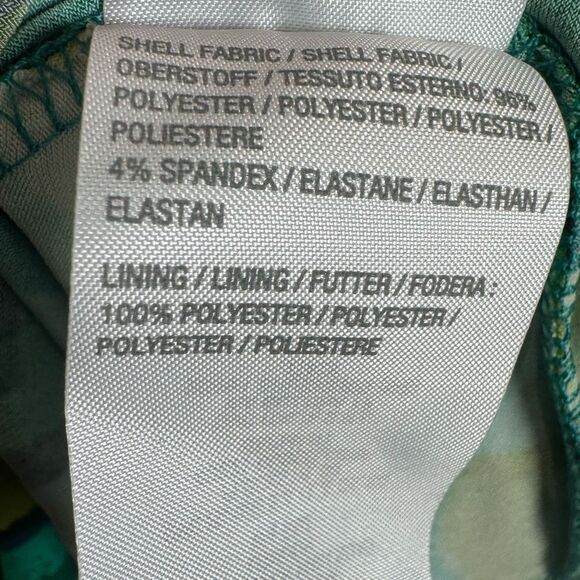 SHELL FABRIC / SHELL FABRIC /
OBERSTOFF / TESSUTO ESTERNO: 96%
POLYESTER / POLYESTER / POLYESTER /
POLIESTERE
4% SPANDEX / ELASTANE / ELASTHAN /
ELASTAN
LINING / LINING / FUTTER / FODERA :
100% POLYESTER / POLYESTER /
POLYESTER / POLIESTERE